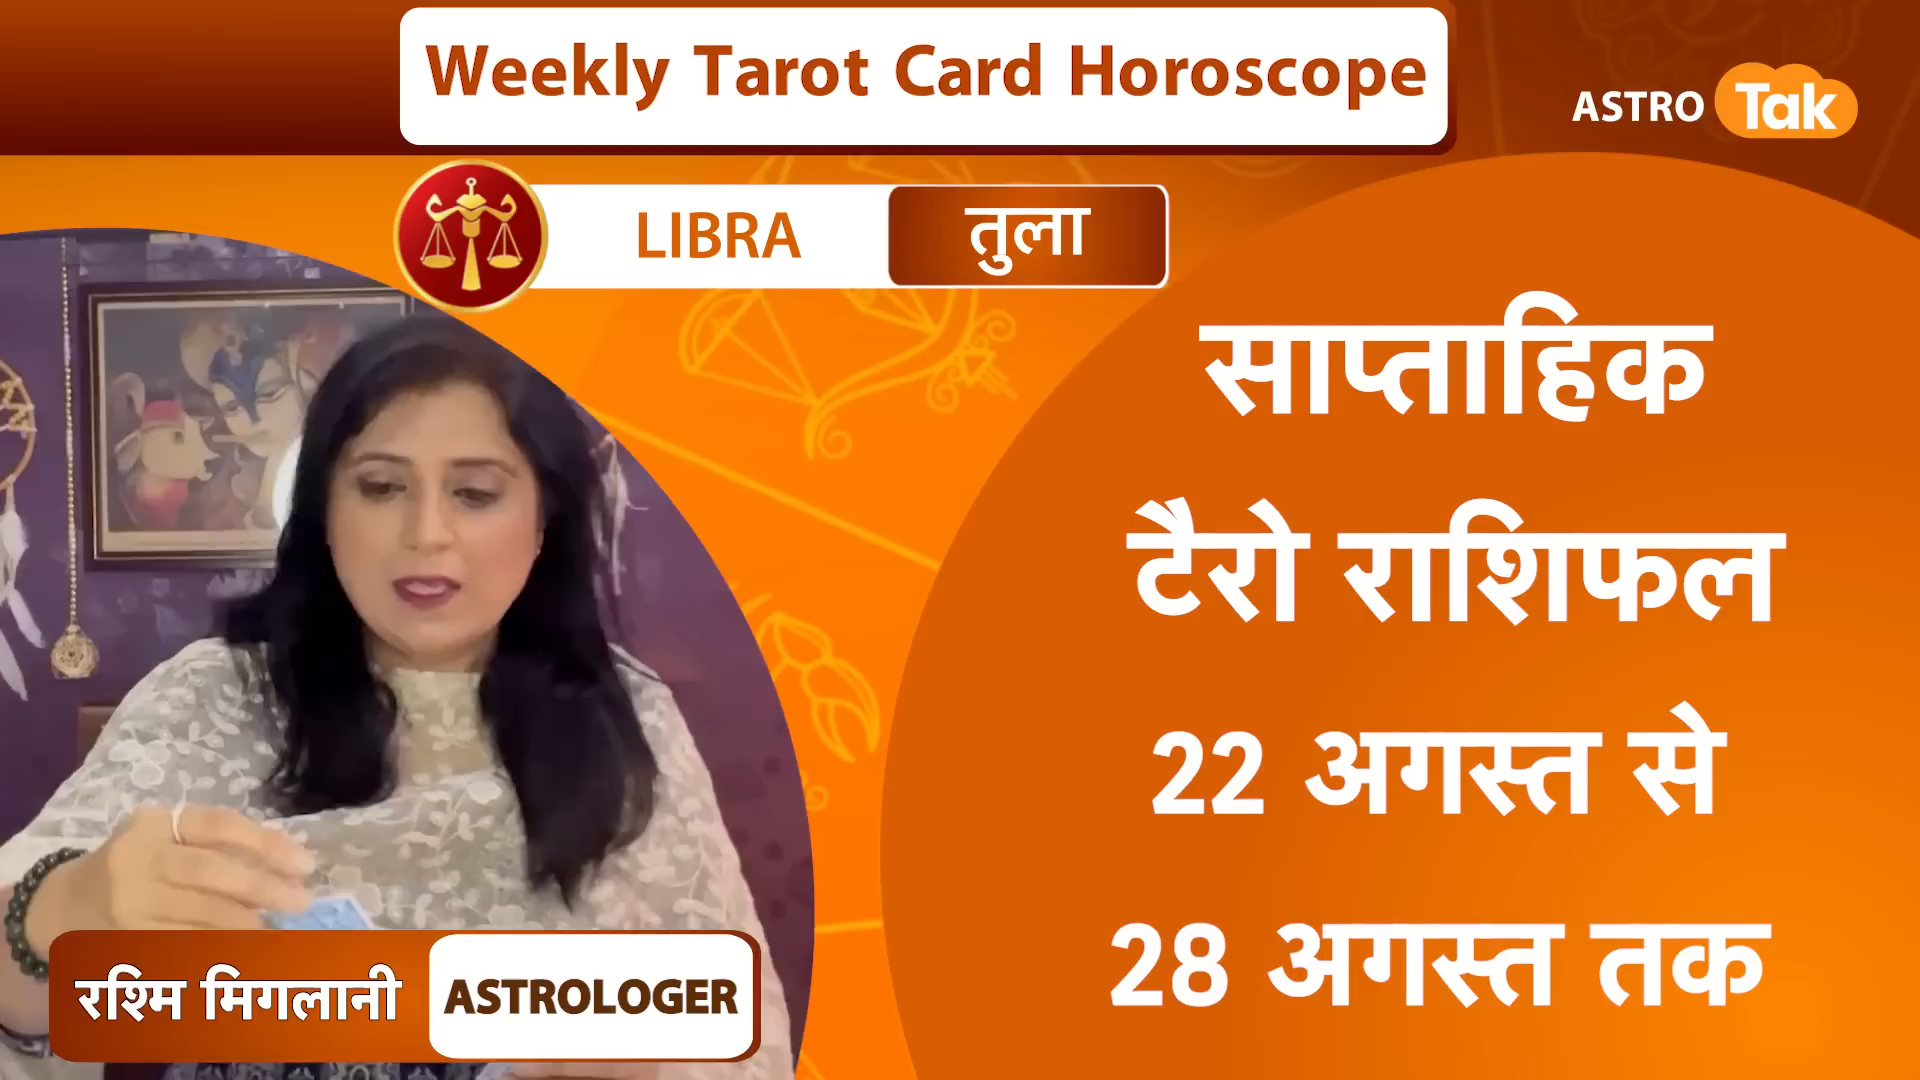 Weekly Tarot Card Horoscope
ASTRO Tak
LIBRA तुला
साप्ताहिक
टैरो राशिफल
22 अगस्त से
28 अगस्त तक
रश्मि मिगलानी ASTROLOGER